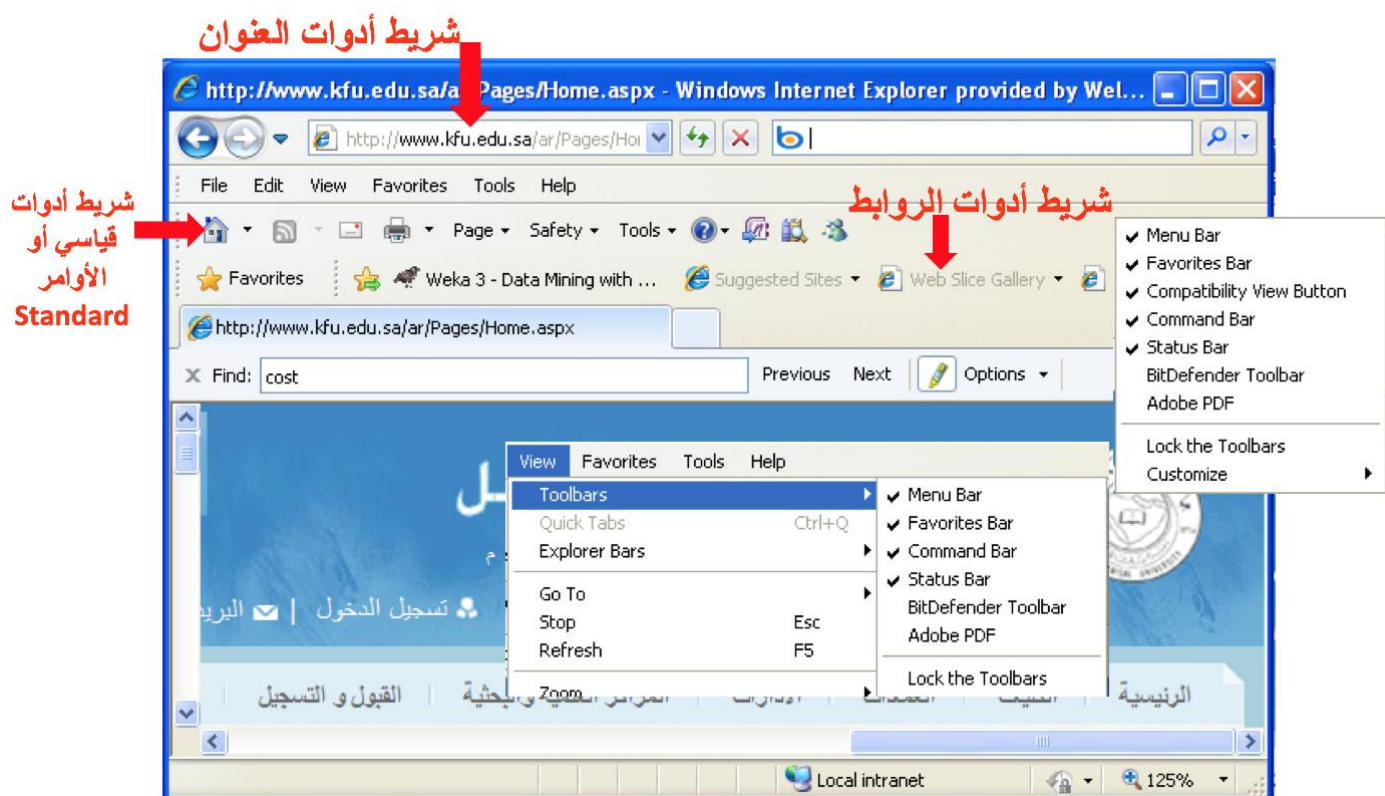 شريط أدوات العنوان
http://www.kfu.edu.sa/a Pages/Home.aspx - Windows Internet Explorer provided by Wel...
http://www.kfu.edu.sa/ar/Pages/Hoi
File Edit View Favorites Tools Help
شريط أدوات
قياسي أو
الأوامر
Standard
شريط أدوات الروابط
Page Safety Tools
Favorites Weka 3 - Data Mining with ... Suggested Sites Web Slice Gallery
http://www.kfu.edu.sa/ar/Pages/Home.aspx
X Find: cost Previous Next Options
Menu Bar
Favorites Bar
Compatibility View Button
Command Bar
Status Bar
BitDefender Toolbar
Adobe PDF
Lock the Toolbars
Customize
View Favorites Tools Help
Toolbars
Quick Tabs Ctrl+Q
Explorer Bars
Go To
Stop Esc
Refresh F5
Zoom
Menu Bar
Favorites Bar
Command Bar
Status Bar
BitDefender Toolbar
Adobe PDF
Lock the Toolbars
ـل
م
تسجيل الدخول | البريد
الرئيسية القبول و التسجيل
Local intranet 125%